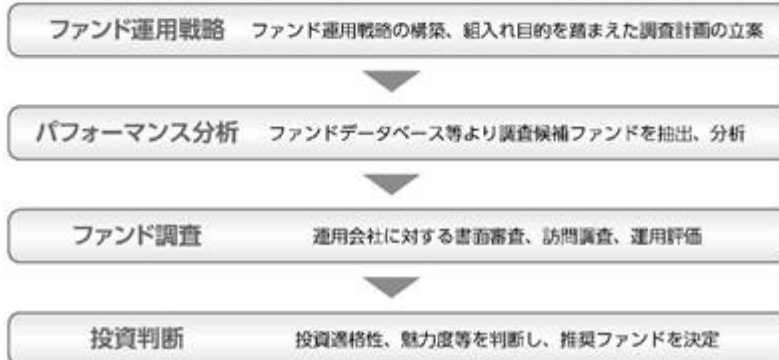 ファンド運用戦略 ファンド運用戦略の構築、組入れ目的を踏まえた調査計画の立案
パフォーマンス分析 ファンドデータベース等より調査候補ファンドを抽出、分析
ファンド調査 運用会社に対する書面審査、訪問調査、運用評価
投資判断 投資適格性、魅力度等を判断し、推奨ファンドを決定